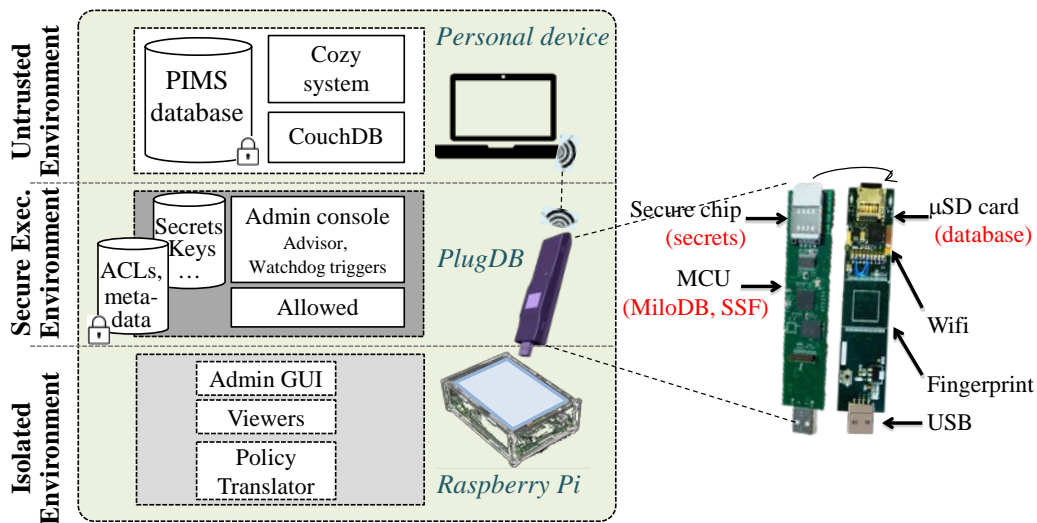 Untrusted
Environment
PIMS
database
Cozy
system
CouchDB
Personal device
Secure Exec.
Environment
Secrets
Keys
…
ACLs,
meta-
data
Admin console
Advisor,
Watchdog triggers
Allowed
PlugDB
Isolated
Environment
Admin GUI
Viewers
Policy
Translator
Raspberry Pi
Secure chip
(secrets)
MCU
(MiloDB, SSF)
μSD card
(database)
Wifi
Fingerprint
USB